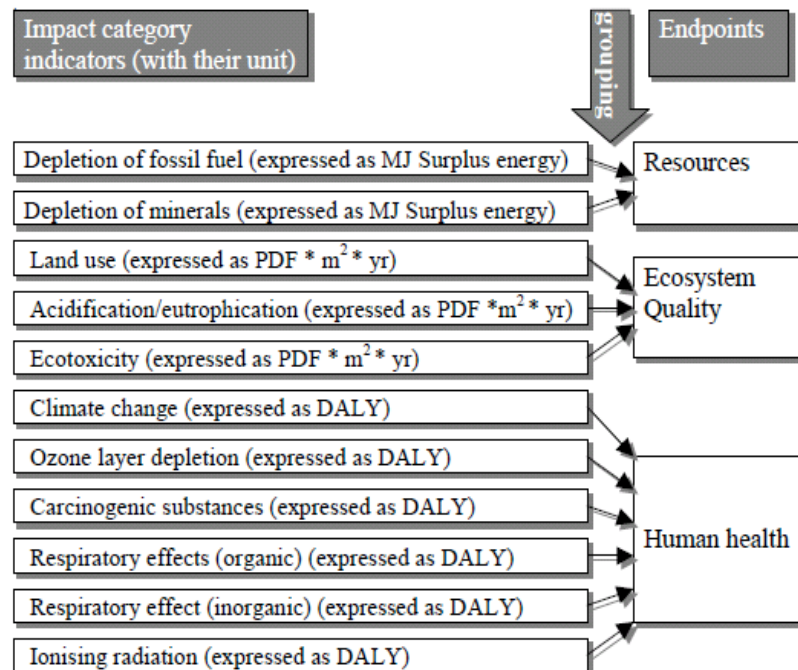 Impact category
indicators (with their unit)
grouping
Endpoints
Depletion of fossil fuel (expressed as MJ Surplus energy)
Depletion of minerals (expressed as MJ Surplus energy)
Resources
Land use (expressed as PDF * m² * yr)
Acidification/eutrophication (expressed as PDF *m² * yr)
Ecotoxicity (expressed as PDF * m² * yr)
Ecosystem
Quality
Climate change (expressed as DALY)
Ozone layer depletion (expressed as DALY)
Carcinogenic substances (expressed as DALY)
Respiratory effects (organic) (expressed as DALY)
Respiratory effect (inorganic) (expressed as DALY)
Ionising radiation (expressed as DALY)
Human health